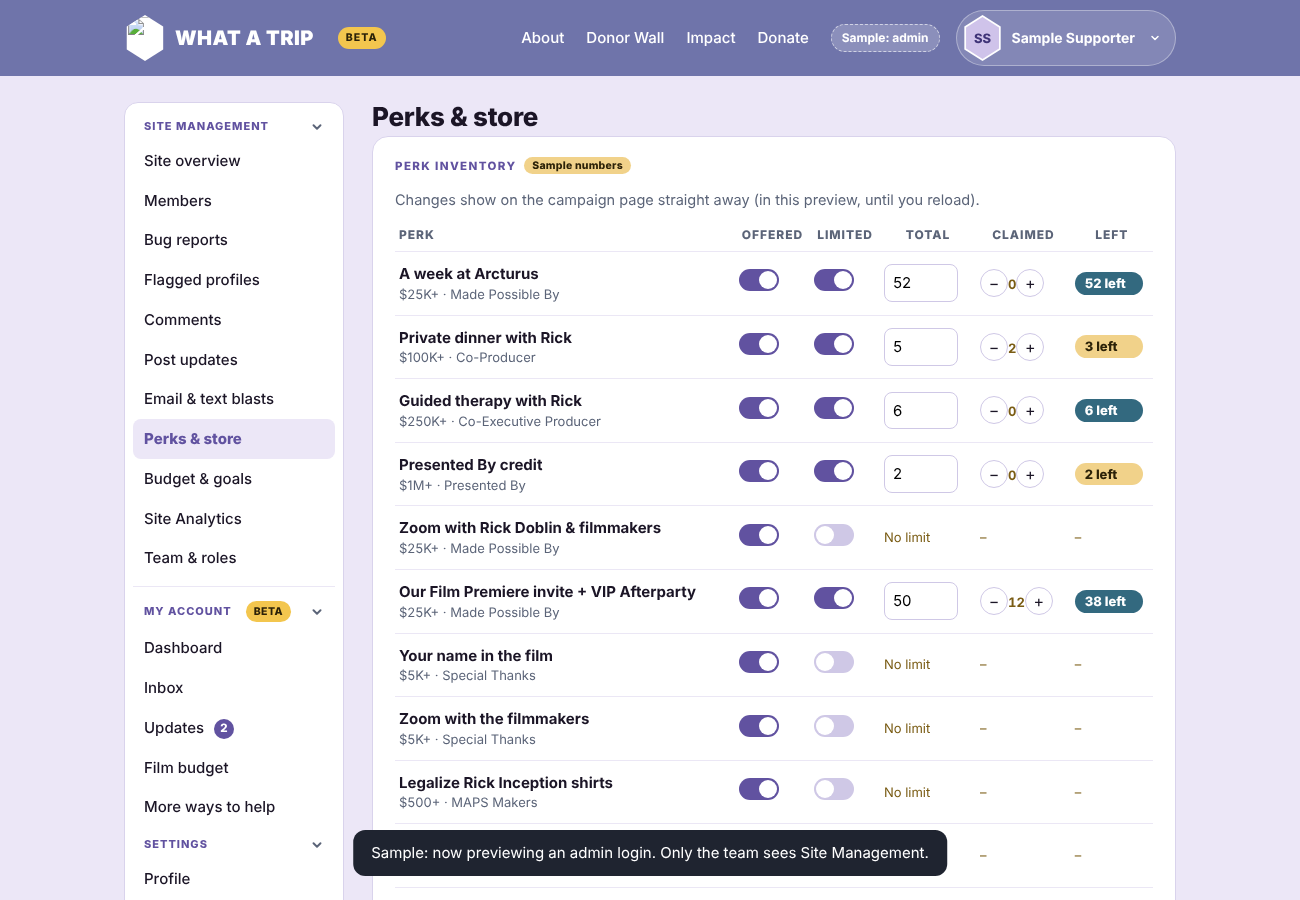 WHAT A TRIP BETA About Donor Wall Impact Donate Sample: admin SS Sample Supporter
SITE MANAGEMENT
Site overview
Members
Bug reports
Flagged profiles
Comments
Post updates
Email & text blasts
Perks & store
Budget & goals
Site Analytics
Team & roles
MY ACCOUNT BETA
Dashboard
Inbox
Updates 2
Film budget
More ways to help
SETTINGS
Profile
Perks & store
PERK INVENTORY Sample numbers
Changes show on the campaign page straight away (in this preview, until you reload).
PERK OFFERED LIMITED TOTAL CLAIMED LEFT
A week at Arcturus
$25K+ · Made Possible By
52 − 0 + 52 left
Private dinner with Rick
$100K+ · Co-Producer
5 − 2 + 3 left
Guided therapy with Rick
$250K+ · Co-Executive Producer
6 − 0 + 6 left
Presented By credit
$1M+ · Presented By
2 − 0 + 2 left
Zoom with Rick Doblin & filmmakers
$25K+ · Made Possible By
No limit – –
Our Film Premiere invite + VIP Afterparty
$25K+ · Made Possible By
50 − 12 + 38 left
Your name in the film
$5K+ · Special Thanks
No limit – –
Zoom with the filmmakers
$5K+ · Special Thanks
No limit – –
Legalize Rick Inception shirts
$500+ · MAPS Makers
No limit – –
– –
Sample: now previewing an admin login. Only the team sees Site Management.